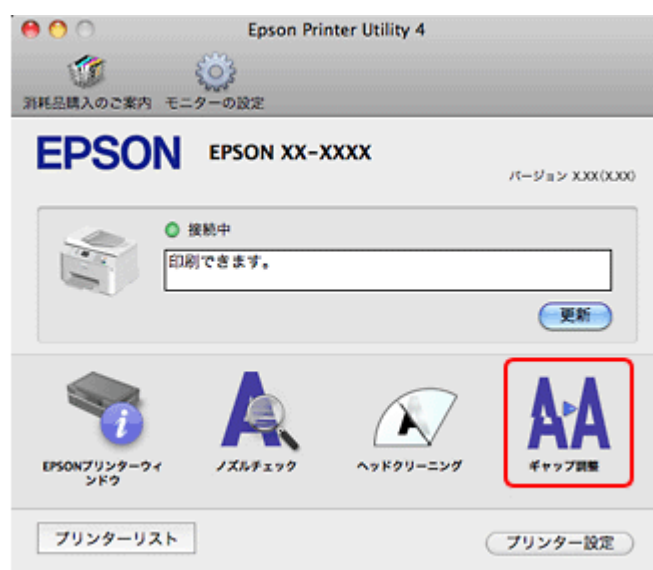 Epson Printer Utility 4
消耗品購入のご案内 モニターの設定
EPSON EPSON XX-XXXX
バージョン X.XX(X.XX)
接続中
印刷できます。
更新
EPSONプリンターウィ
ンドウ
ノズルチェック
ヘッドクリーニング
ギャップ調整
プリンターリスト
プリンター設定